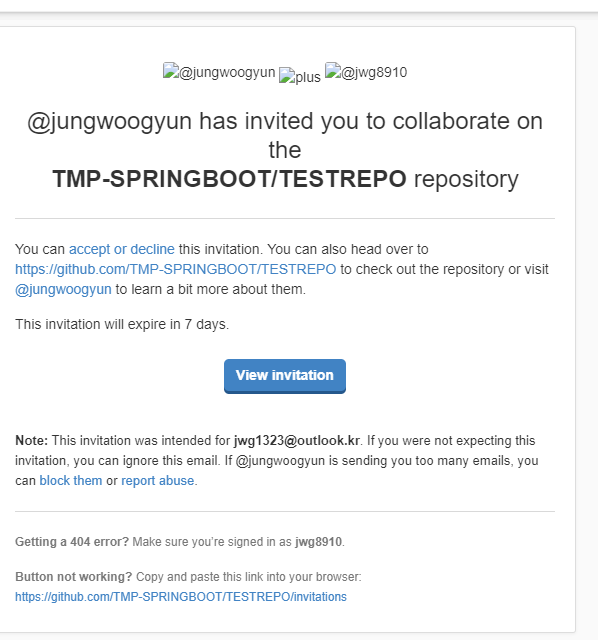 @jungwoogyun plus @jwg8910
@jungwoogyun has invited you to collaborate on
the
TMP-SPRINGBOOT/TESTREPO repository
You can accept or decline this invitation. You can also head over to
https://github.com/TMP-SPRINGBOOT/TESTREPO to check out the repository or visit
@jungwoogyun to learn a bit more about them.
This invitation will expire in 7 days.
View invitation
Note: This invitation was intended for jwg1323@outlook.kr. If you were not expecting this
invitation, you can ignore this email. If @jungwoogyun is sending you too many emails, you
can block them or report abuse.
Getting a 404 error? Make sure you're signed in as jwg8910.
Button not working? Copy and paste this link into your browser:
https://github.com/TMP-SPRINGBOOT/TESTREPO/invitations